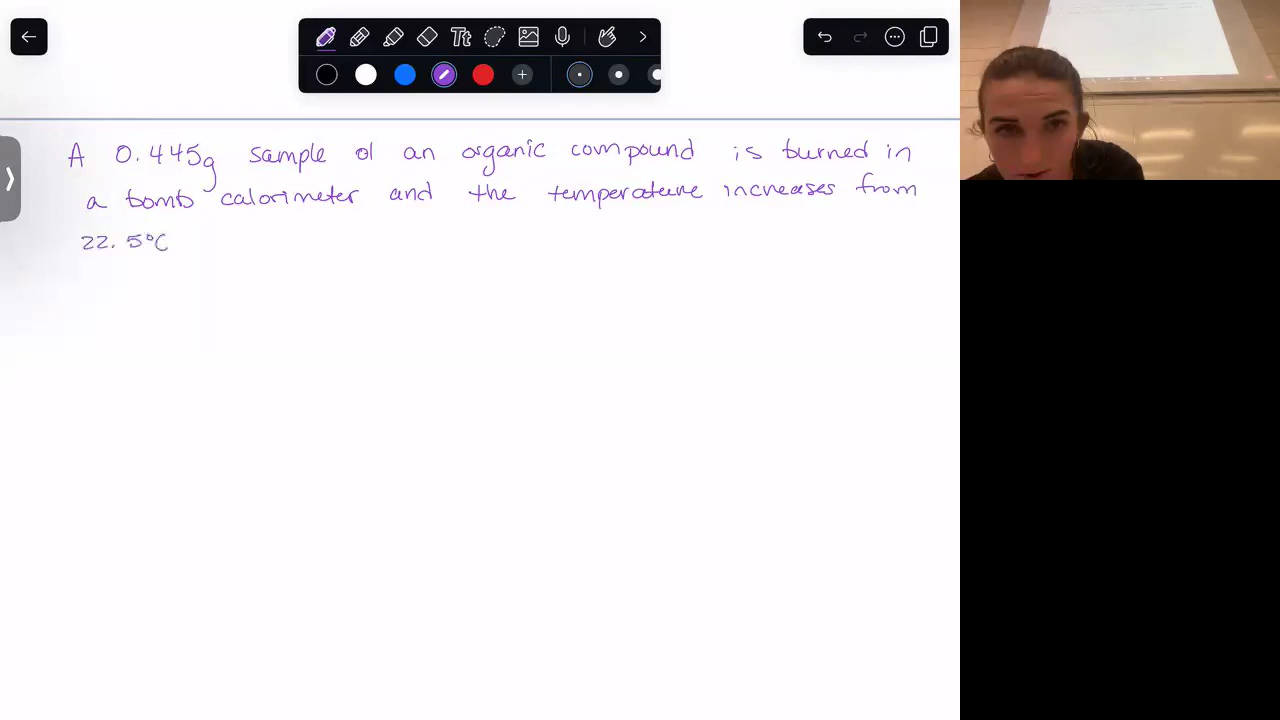 A 0.445g sample of an organic compound is burned in
a bomb calorimeter and the temperature increases from
22.5°C